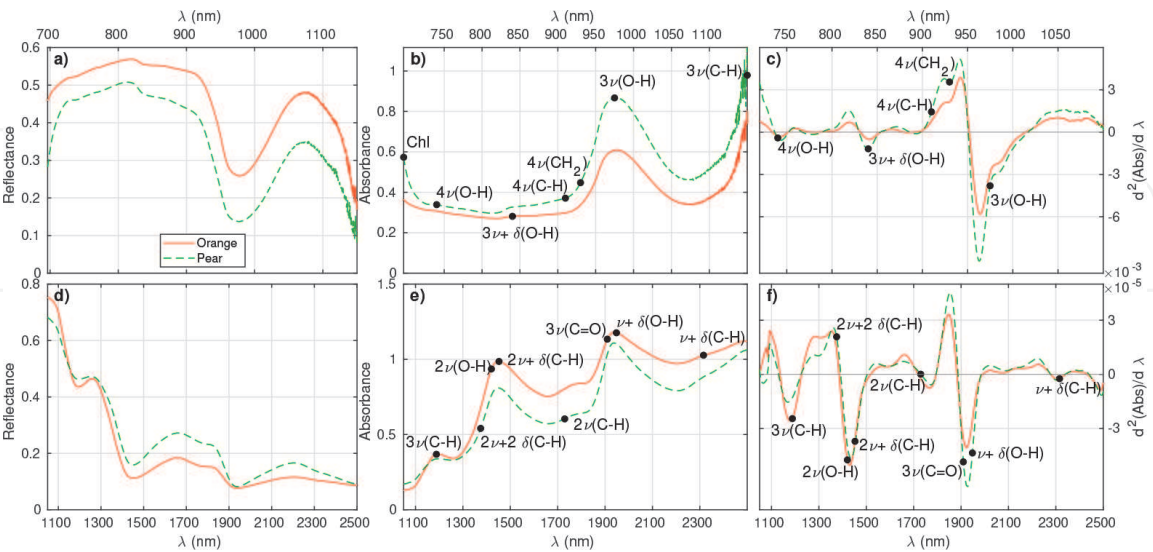 λ (nm)
λ (nm)
λ (nm)
700 800 900 1000 1100
750 800 850 900 950 1000 1050 1100
750 800 850 900 950 1000 1050
a)
Reflectance
0.6
0.5
0.4
0.3
0.2
0.1
0
Orange
Pear
b)
Absorbance
1
0.8
0.6
0.4
0.2
0
Chl
4ν(O-H)
3ν+ δ(O-H)
4ν(C-H)
4ν(CH2)
3ν(O-H)
3ν(C-H)
c)
4ν(CH2)
4ν(C-H)
4ν(O-H)
3ν+ δ(O-H)
3ν(O-H)
3
0
-3
-6
×10-3
d2(Abs)/d λ
d)
Reflectance
0.8
0.6
0.4
0.2
0
1100 1300 1500 1700 1900 2100 2300 2500
λ (nm)
e)
Absorbance
1.5
1
0.5
0
3ν(C=O)
ν+ δ(O-H)
ν+ δ(C-H)
2ν(O-H)
2ν+ δ(C-H)
3ν(C-H)
2ν+2 δ(C-H)
2ν(C-H)
1100 1300 1500 1700 1900 2100 2300
λ (nm)
f)
×10-5
3
0
-3
d2(Abs)/d λ
2ν+2 δ(C-H)
2ν(C-H)
ν+ δ(C-H)
3ν(C-H)
2ν+ δ(C-H)
2ν(O-H)
3ν(C=O)
ν+ δ(O-H)
1100 1300 1500 1700 1900 2100 2300 2500
λ (nm)